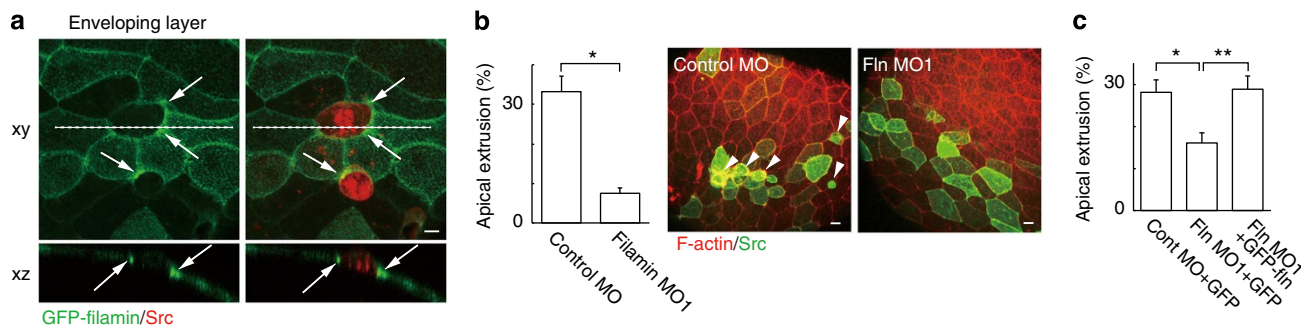 a
Enveloping layer
xy
xz
GFP-filamin/Src
b
Apical extrusion (%)
30
0
*
Control MO
Filamin MO1
Control MO
Fln MO1
F-actin/Src
c
Apical extrusion (%)
30
0
*
**
Cont MO+GFP
Fln MO1+GFP
Fln MO1
+GFP-fln